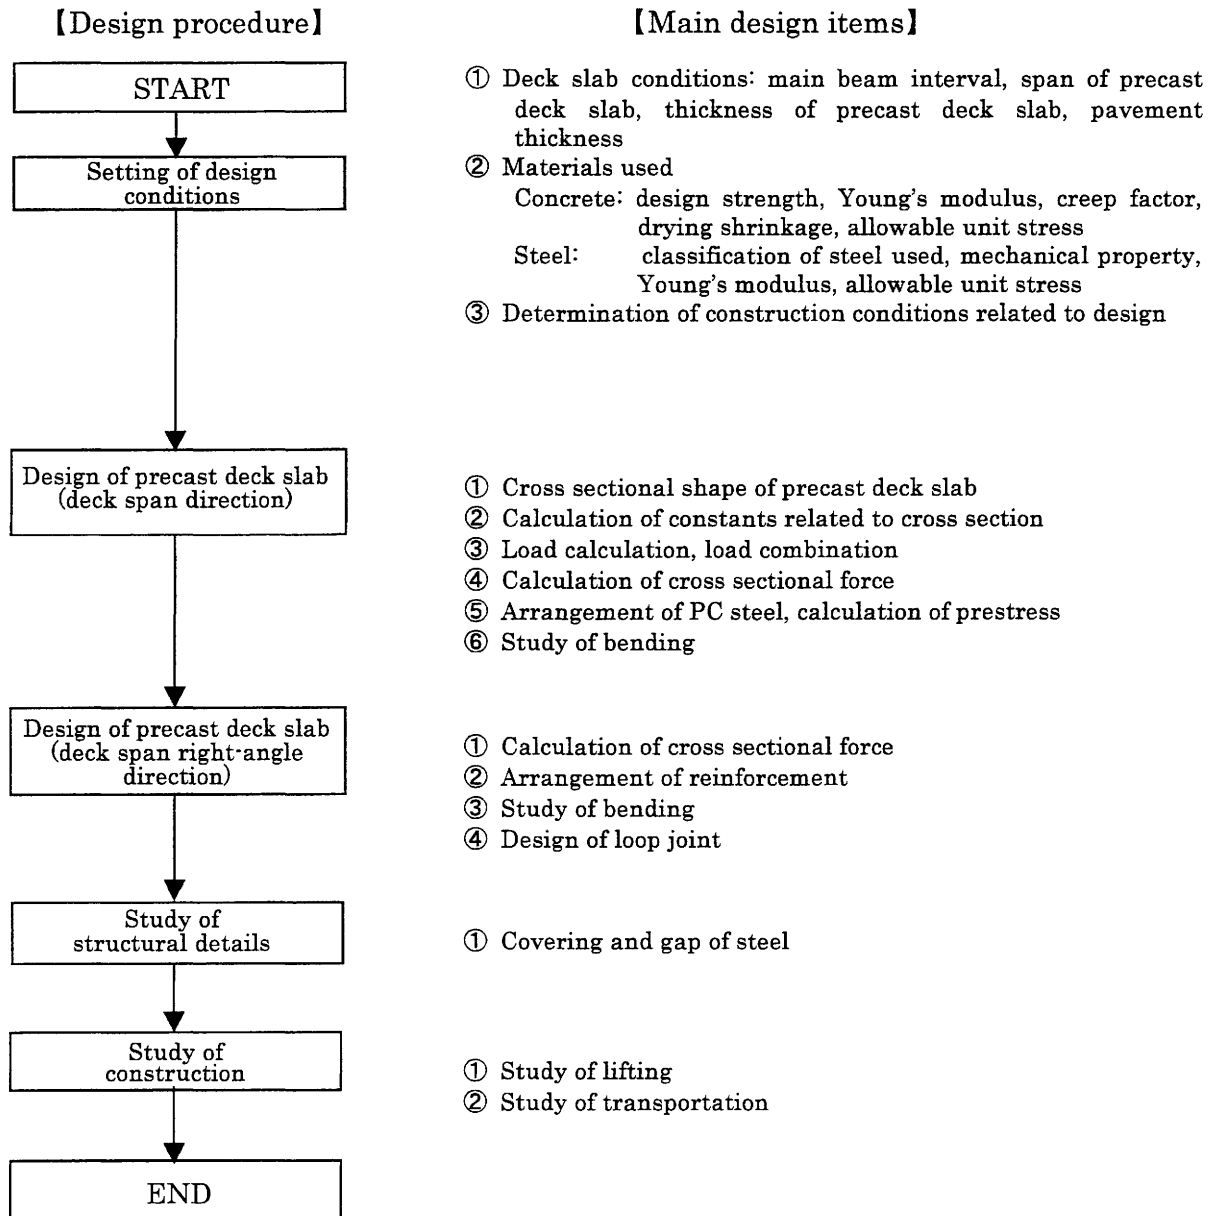 【Design procedure】
【Main design items】
START
① Deck slab conditions: main beam interval, span of precast
deck slab, thickness of precast deck slab, pavement
thickness
Setting of design
conditions
② Materials used
Concrete: design strength, Young's modulus, creep factor,
drying shrinkage, allowable unit stress
Steel: classification of steel used, mechanical property,
Young's modulus, allowable unit stress
③ Determination of construction conditions related to design
Design of precast deck slab
(deck span direction)
① Cross sectional shape of precast deck slab
② Calculation of constants related to cross section
③ Load calculation, load combination
④ Calculation of cross sectional force
⑤ Arrangement of PC steel, calculation of prestress
⑥ Study of bending
Design of precast deck slab
(deck span right-angle
direction)
① Calculation of cross sectional force
② Arrangement of reinforcement
③ Study of bending
④ Design of loop joint
Study of
structural details
① Covering and gap of steel
Study of
construction
① Study of lifting
② Study of transportation
END